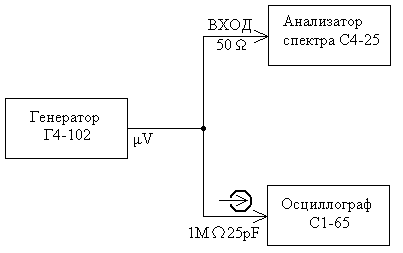 ВХОД
50 Ω
Анализатор
спектра С4-25
Генератор
Г4-102
μV
1M Ω 25pF
Осциллограф
С1-65